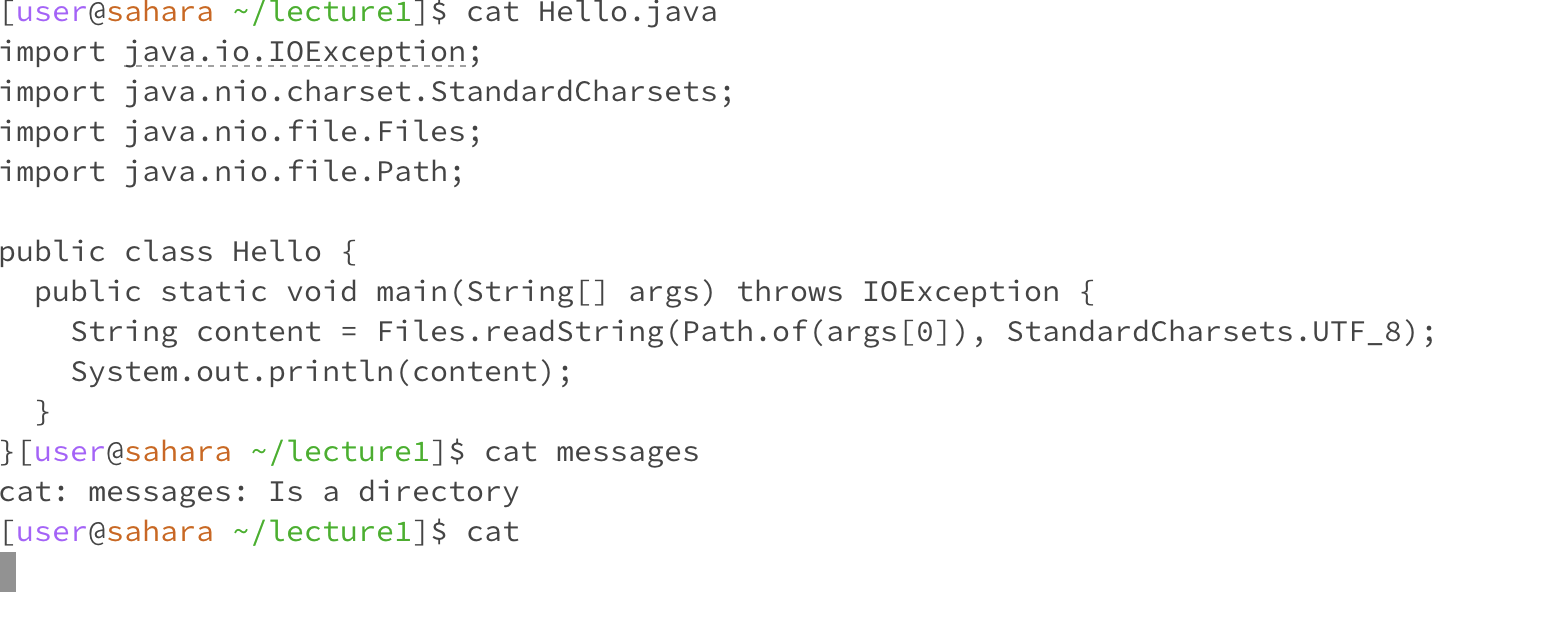 [user@sahara ~/lecture1]$ cat Hello.java
import java.io.IOException;
import java.nio.charset.StandardCharsets;
import java.nio.file.Files;
import java.nio.file.Path;

public class Hello {
  public static void main(String[] args) throws IOException {
    String content = Files.readString(Path.of(args[0]), StandardCharsets.UTF_8);
    System.out.println(content);
  }
}[user@sahara ~/lecture1]$ cat messages
cat: messages: Is a directory
[user@sahara ~/lecture1]$ cat